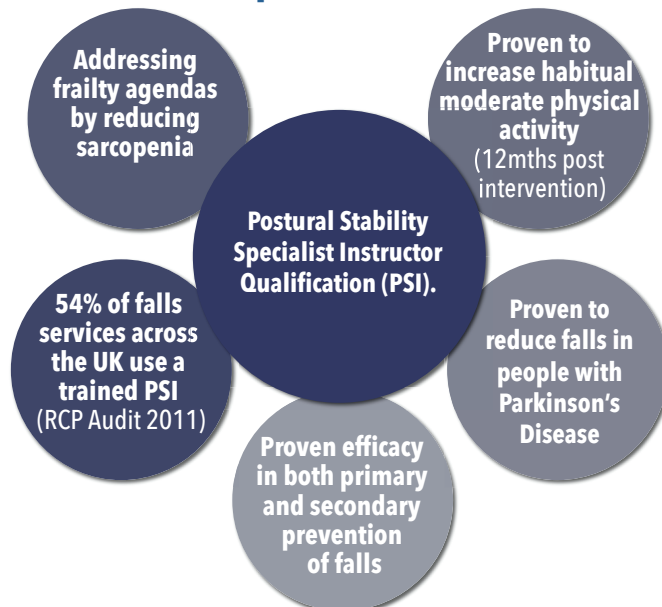 Addressing
frailty agendas
by reducing
sarcopenia
Proven to
increase habitual
moderate physical
activity
(12mths post
intervention)
Postural Stability
Specialist Instructor
Qualification (PSI).
54% of falls
services across
the UK use a
trained PSI
(RCP Audit 2011)
Proven to
reduce falls in
people with
Parkinson's
Disease
Proven efficacy
in both primary
and secondary
prevention
of falls